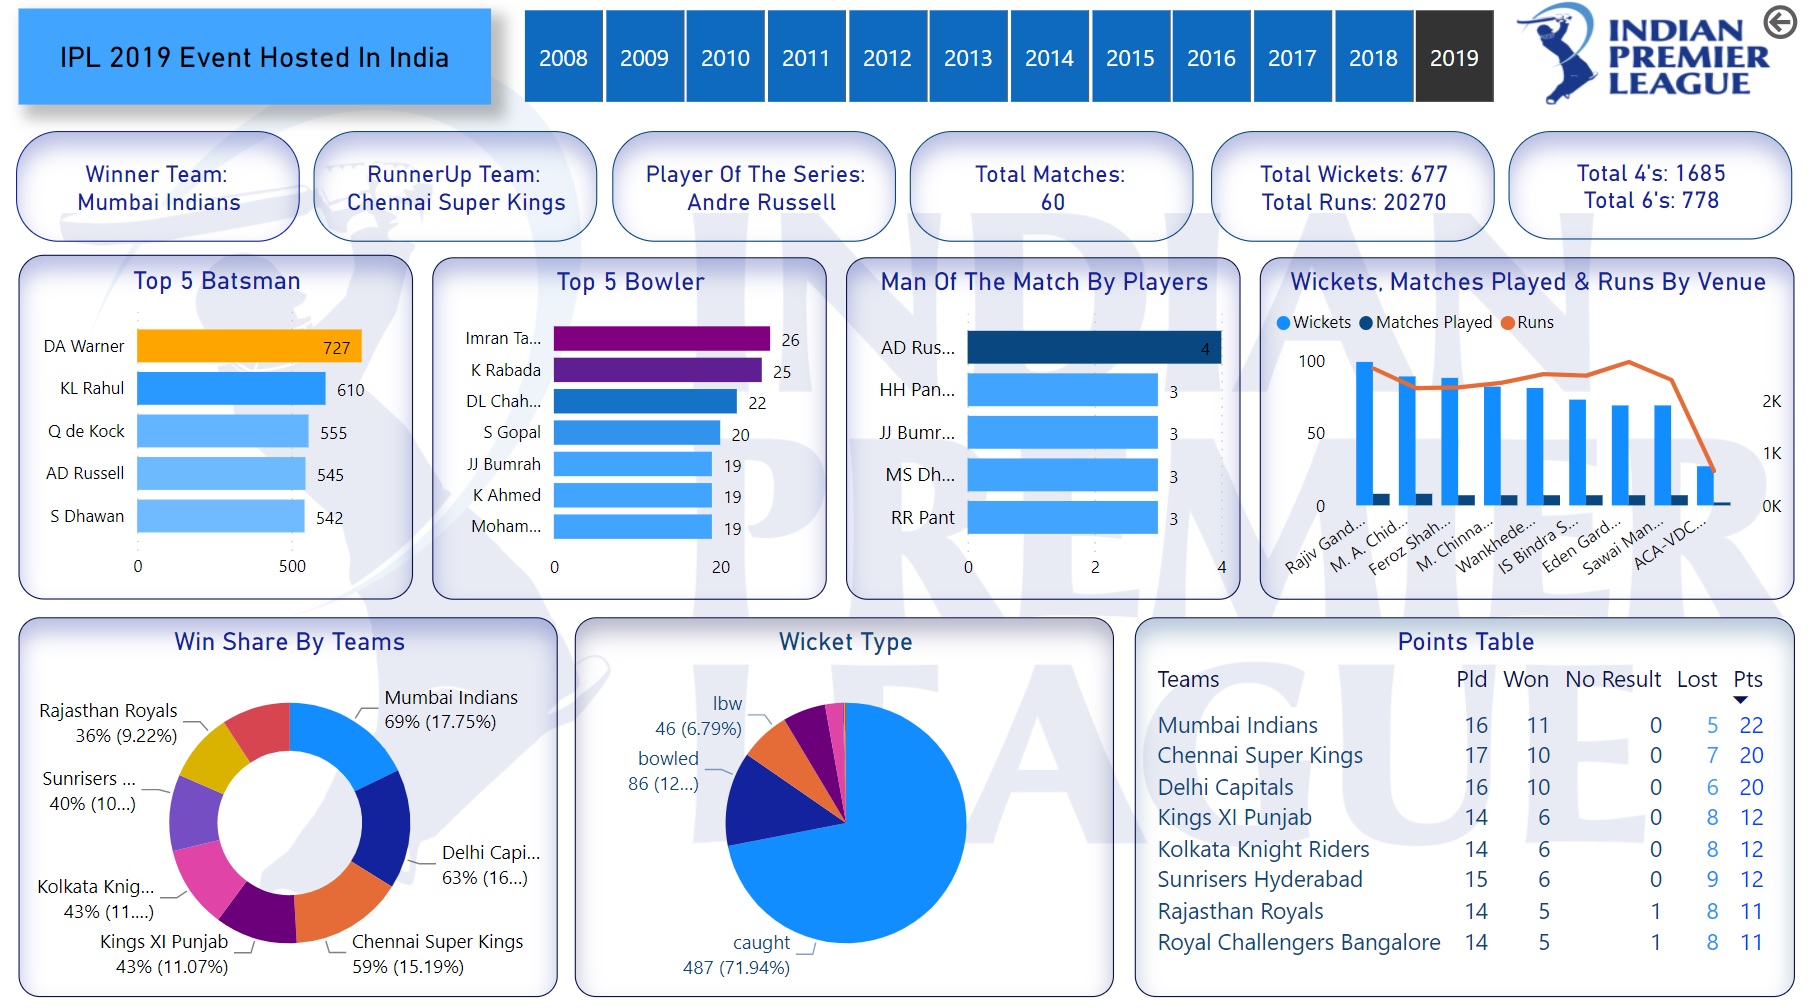 IPL 2019 Event Hosted In India
2008 2009 2010 2011 2012 2013 2014 2015 2016 2017 2018 2019
INDIAN
PREMIER
LEAGUE
Winner Team:
Mumbai Indians
RunnerUp Team:
Chennai Super Kings
Player Of The Series:
Andre Russell
Total Matches:
60
Total Wickets: 677
Total Runs: 20270
Total 4's: 1685
Total 6's: 778
Top 5 Batsman
DA Warner 727
KL Rahul 610
Q de Kock 555
AD Russell 545
S Dhawan 542
0 500
Top 5 Bowler
Imran Ta... 26
K Rabada 25
DL Chah... 22
S Gopal 20
JJ Bumrah 19
K Ahmed 19
Moham... 19
0 20
Man Of The Match By Players
AD Rus... 4
HH Pan... 3
JJ Bumr... 3
MS Dh... 3
RR Pant 3
0 2 4
Wickets, Matches Played & Runs By Venue
Wickets Matches Played Runs
100
50
0
2K
1K
0K
Rajiv Gand...
M. A. Chid...
Feroz Shah...
M. Chinna...
Wankhede...
IS Bindra S...
Eden Gard...
Sawai Man...
ACA-VDC...
Win Share By Teams
Mumbai Indians
69% (17.75%)
Delhi Capi...
63% (16...)
Chennai Super Kings
59% (15.19%)
Kings XI Punjab
43% (11.07%)
Kolkata Knig...
43% (11....)
Sunrisers ...
40% (10...)
Rajasthan Royals
36% (9.22%)
Wicket Type
lbw
46 (6.79%)
bowled
86 (12...)
caught
487 (71.94%)
Points Table
Teams Pld Won No Result Lost Pts
Mumbai Indians 16 11 0 5 22
Chennai Super Kings 17 10 0 7 20
Delhi Capitals 16 10 0 6 20
Kings XI Punjab 14 6 0 8 12
Kolkata Knight Riders 14 6 0 8 12
Sunrisers Hyderabad 15 6 0 9 12
Rajasthan Royals 14 5 1 8 11
Royal Challengers Bangalore 14 5 1 8 11
INDIAN
PREMIER
LEAGUE